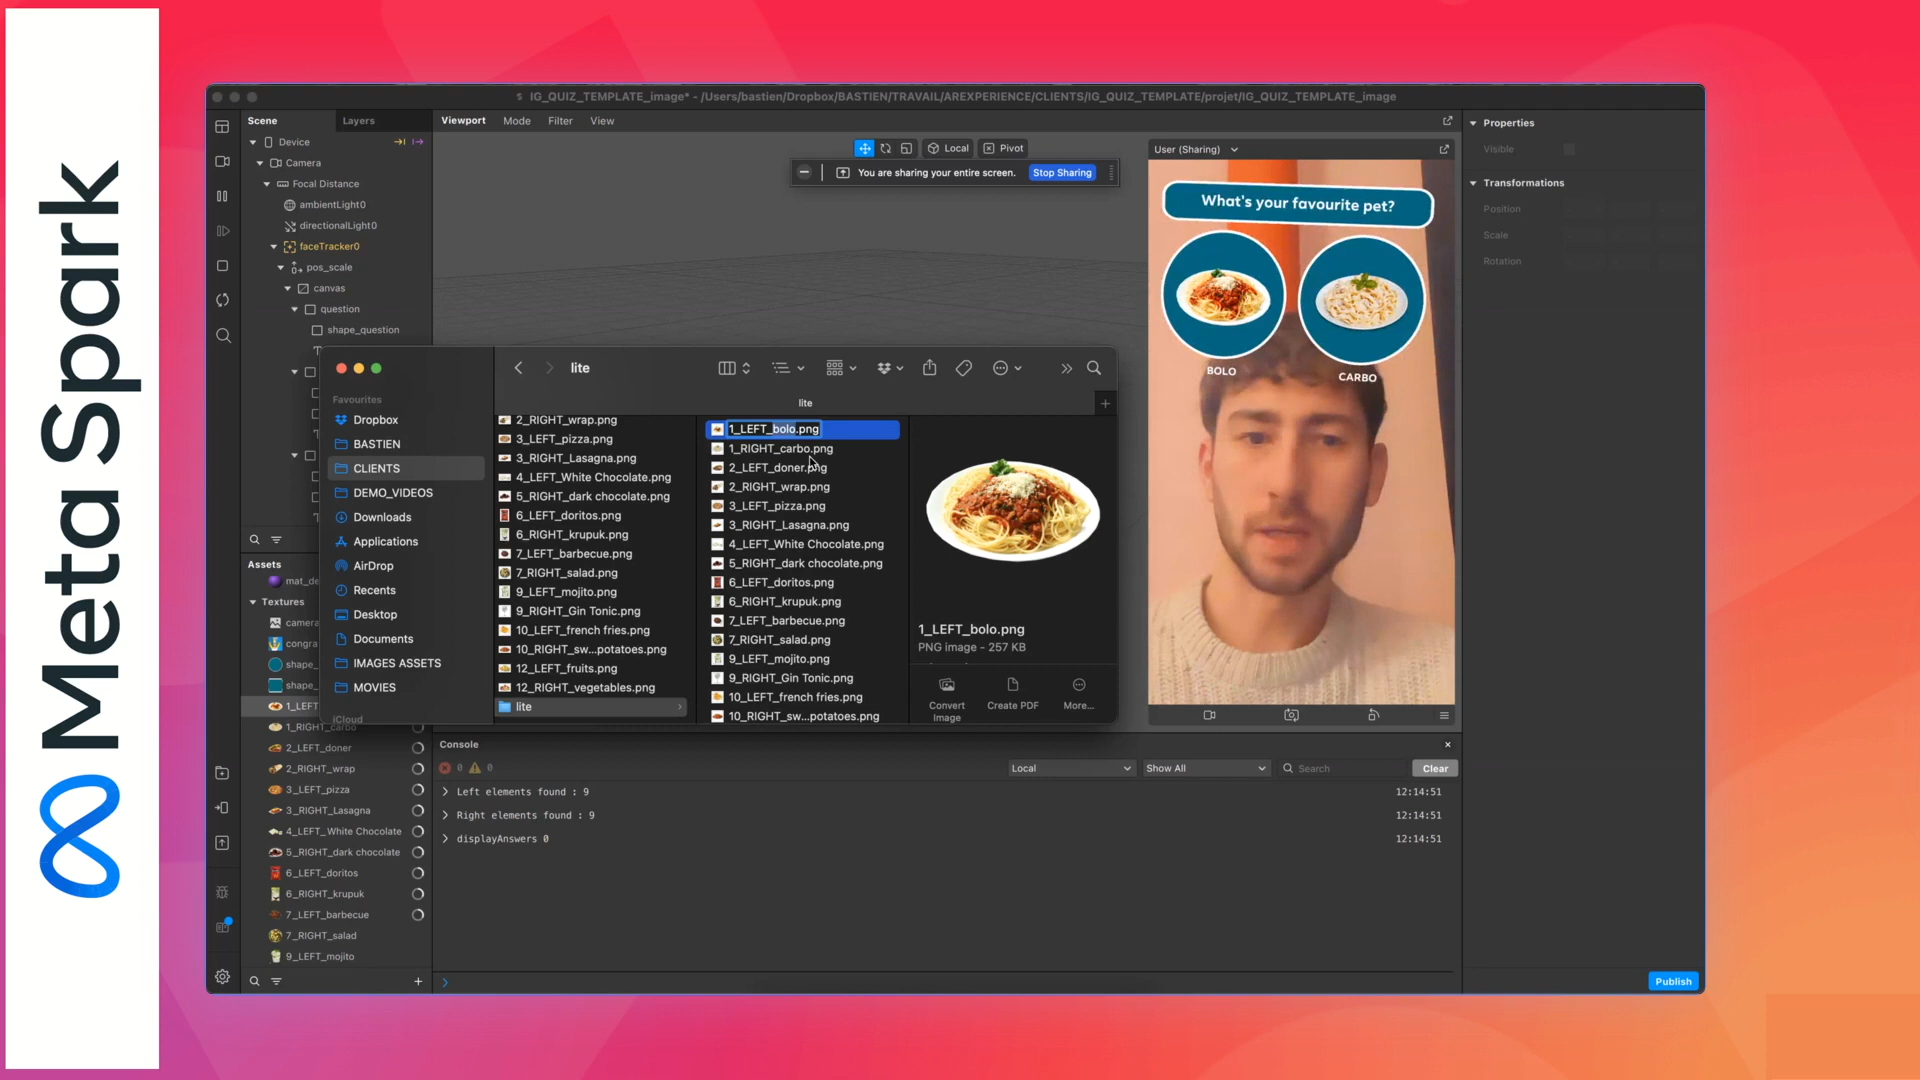 Meta Spark
IG_QUIZ_TEMPLATE_image* - /Users/bastien/Dropbox/BASTIEN/TRAVAIL/AREXPERIENCE/CLIENTS/IG_QUIZ_TEMPLATE/projet/IG_QUIZ_TEMPLATE_image
Scene
Layers
Device
Camera
Focal Distance
ambientLight0
directionalLight0
faceTracker0
pos_scale
canvas
question
shape_question
Viewport
Mode
Filter
View
Local
Pivot
You are sharing your entire screen.
Stop Sharing
User (Sharing)
What's your favourite pet?
BOLO
CARBO
Properties
Visible
Transformations
Position
Scale
Rotation
lite
lite
Favourites
Dropbox
BASTIEN
CLIENTS
DEMO_VIDEOS
Downloads
Applications
AirDrop
Recents
Desktop
Documents
IMAGES ASSETS
MOVIES
iCloud
2_RIGHT_wrap.png
3_LEFT_pizza.png
3_RIGHT_Lasagna.png
4_LEFT_White Chocolate.png
5_RIGHT_dark chocolate.png
6_LEFT_doritos.png
6_RIGHT_krupuk.png
7_LEFT_barbecue.png
7_RIGHT_salad.png
9_LEFT_mojito.png
9_RIGHT_Gin Tonic.png
10_LEFT_french fries.png
10_RIGHT_sw...potatoes.png
12_LEFT_fruits.png
12_RIGHT_vegetables.png
lite
1_LEFT_bolo.png
1_RIGHT_carbo.png
2_LEFT_doner.png
2_RIGHT_wrap.png
3_LEFT_pizza.png
3_RIGHT_Lasagna.png
4_LEFT_White Chocolate.png
5_RIGHT_dark chocolate.png
6_LEFT_doritos.png
6_RIGHT_krupuk.png
7_LEFT_barbecue.png
7_RIGHT_salad.png
9_LEFT_mojito.png
9_RIGHT_Gin Tonic.png
10_LEFT_french fries.png
10_RIGHT_sw...potatoes.png
1_LEFT_bolo.png
PNG image - 257 KB
Convert Image
Create PDF
More...
Assets
mat_de
Textures
camera
congra
shape_
shape_
1_LEFT
1_RIGHT_carbo
2_LEFT_doner
2_RIGHT_wrap
3_LEFT_pizza
3_RIGHT_Lasagna
4_LEFT_White Chocolate
5_RIGHT_dark chocolate
6_LEFT_doritos
6_RIGHT_krupuk
7_LEFT_barbecue
7_RIGHT_salad
9_LEFT_mojito
Console
0 0
Local
Show All
Search
Clear
Left elements found : 9 12:14:51
Right elements found : 9 12:14:51
displayAnswers 0 12:14:51
Publish